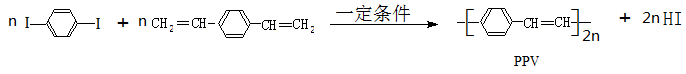 n I-⌬-I + n CH2=CH-⌬-CH=CH2 一定条件 -[-⌬-CH=CH-]-2n + 2n HI
PPV